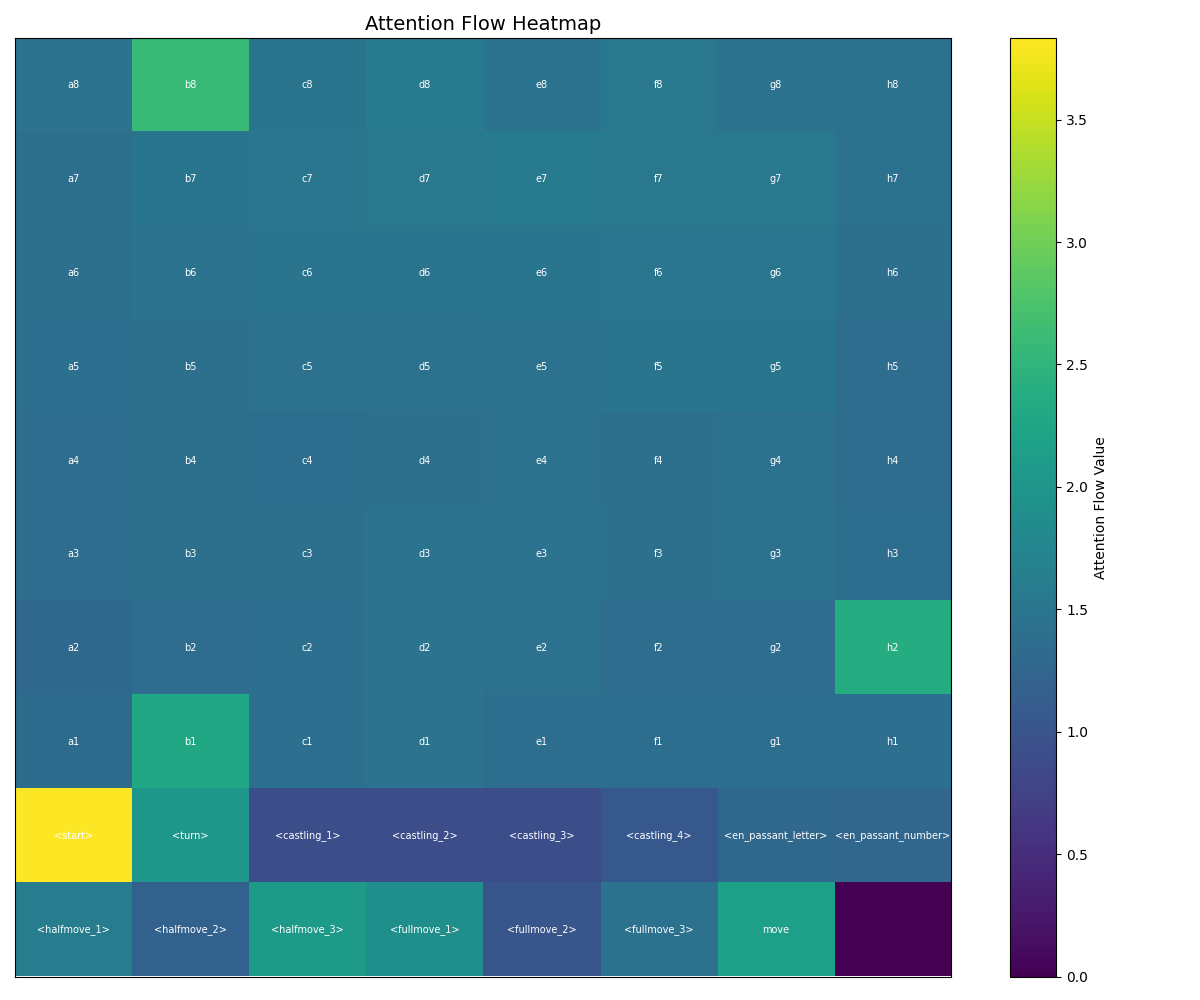 Attention Flow Heatmap
a8 b8 c8 d8 e8 f8 g8 h8
a7 b7 c7 d7 e7 f7 g7 h7
a6 b6 c6 d6 e6 f6 g6 h6
a5 b5 c5 d5 e5 f5 g5 h5
a4 b4 c4 d4 e4 f4 g4 h4
a3 b3 c3 d3 e3 f3 g3 h3
a2 b2 c2 d2 e2 f2 g2 h2
a1 b1 c1 d1 e1 f1 g1 h1
<start> <turn> <castling_1> <castling_2> <castling_3> <castling_4> <en_passant_letter> <en_passant_number>
<halfmove_1> <halfmove_2> <halfmove_3> <fullmove_1> <fullmove_2> <fullmove_3> move
3.5
3.0
2.5
2.0
1.5
1.0
0.5
0.0
Attention Flow Value